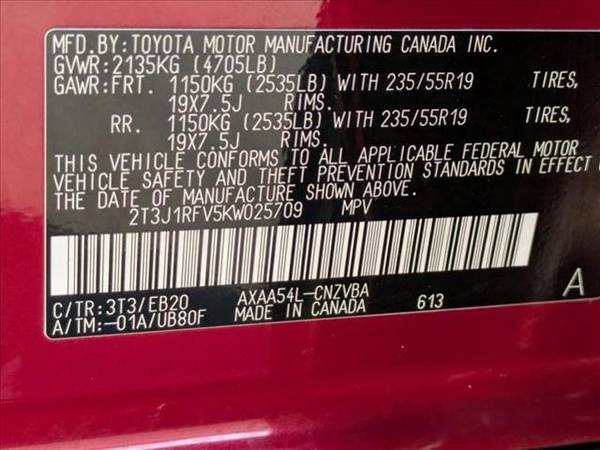 MFD.BY:TOYOTA MOTOR MANUFACTURING CANADA INC.
GVWR:2135KG (4705LB)
GAWR:FRT. 1150KG (2535LB) WITH 235/55R19 TIRES,
19X7.5J RIMS.
RR. 1150KG (2535LB) WITH 235/55R19 TIRES,
19X7.5J RIMS.
THIS VEHICLE CONFORMS TO ALL APPLICABLE FEDERAL MOTOR
VEHICLE SAFETY AND THEFT PREVENTION STANDARDS IN EFFECT
THE DATE OF MANUFACTURE SHOWN ABOVE.
2T3J1RFV5KW025709 MPV
C/TR:3T3/EB20 AXAA54L-CNZVBA 613 A
A/TM:-01A/UB80F MADE IN CANADA